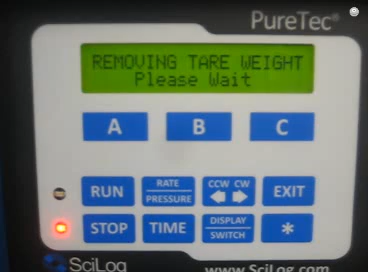 PureTec®
REMOVING TARE WEIGHT
Please Wait
A B C
RUN RATE PRESSURE CCW CW EXIT
STOP TIME DISPLAY SWITCH *
SciLog www.SciLog.com